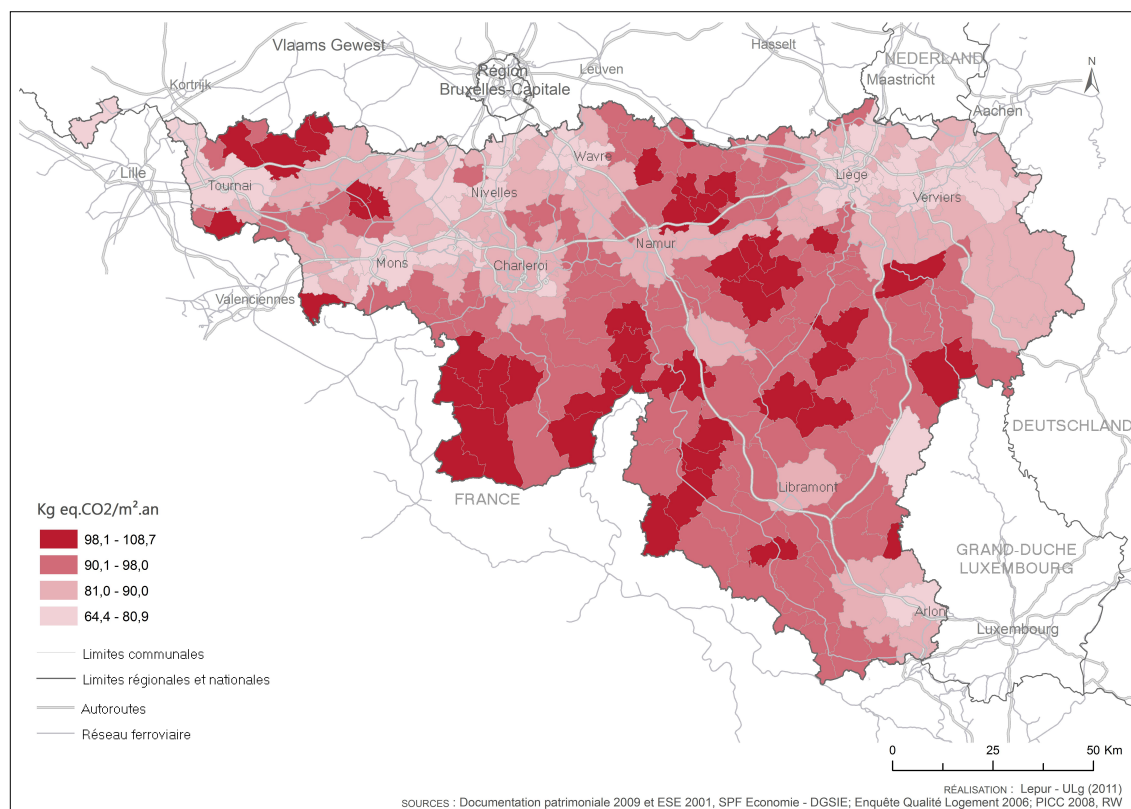 Vlaams Gewest
Hasselt
NEDERLAND
Kortrijk
Région
Bruxelles-Capitale
Leuven
Maastricht
N
Aachen
Lille
Tournai
Wavre
Liège
Nivelles
Verviers
Mons
Charleroi
Namur
Valenciennes
DEUTSCHLAND
Libramont
FRANCE
Kg eq.CO2/m².an
98,1 - 108,7
90,1 - 98,0
81,0 - 90,0
64,4 - 80,9
GRAND-DUCHE
LUXEMBOURG
Arlon
Luxembourg
Limites communales
Limites régionales et nationales
Autoroutes
Réseau ferroviaire
0 25 50 Km
RÉALISATION : Lepur - ULg (2011)
SOURCES : Documentation patrimoniale 2009 et ESE 2001, SPF Economie - DGSIE; Enquête Qualité Logement 2006; PICC 2008, RW